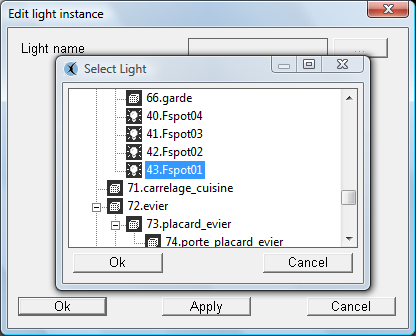 Edit light instance
Light name
...
Select Light
66.garde
40.Fspot04
41.Fspot03
42.Fspot02
43.Fspot01
71.carrelage_cuisine
72.evier
73.placard_evier
74.porte_placard_evier
Ok Cancel
Ok Apply Cancel